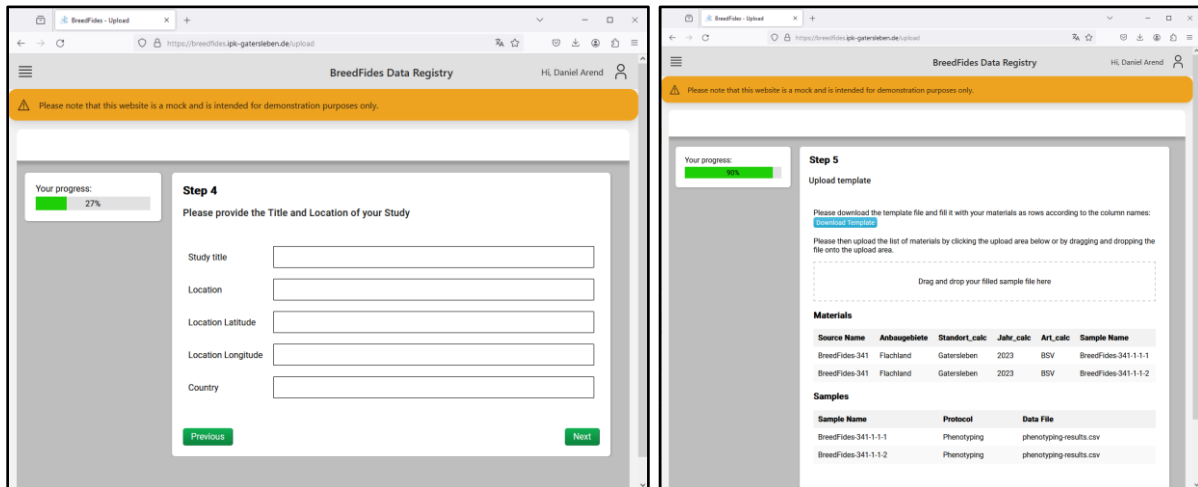 BreedFides - Upload
https://breedfides.ipk-gatersleben.de/upload
BreedFides Data Registry
Hi, Daniel Arend
Please note that this website is a mock and is intended for demonstration purposes only.
Your progress:
27%
Step 4
Please provide the Title and Location of your Study
Study title
Location
Location Latitude
Location Longitude
Country
Previous
Next
BreedFides - Upload
https://breedfides.ipk-gatersleben.de/upload
BreedFides Data Registry
Hi, Daniel Arend
Please note that this website is a mock and is intended for demonstration purposes only.
Your progress:
90%
Step 5
Upload template
Please download the template file and fill it with your materials as rows according to the column names:
Download Template
Please then upload the list of materials by clicking the upload area below or by dragging and dropping the
file onto the upload area.
Drag and drop your filled sample file here
Materials
Source Name Anbaugebiete Standort_calc Jahr_calc Art_calc Sample Name
BreedFides-341 Flachland Gatersleben 2023 BSV BreedFides-341-1-1-1
BreedFides-341 Flachland Gatersleben 2023 BSV BreedFides-341-1-1-2
Samples
Sample Name Protocol Data File
BreedFides-341-1-1-1 Phenotyping phenotyping-results.csv
BreedFides-341-1-1-2 Phenotyping phenotyping-results.csv